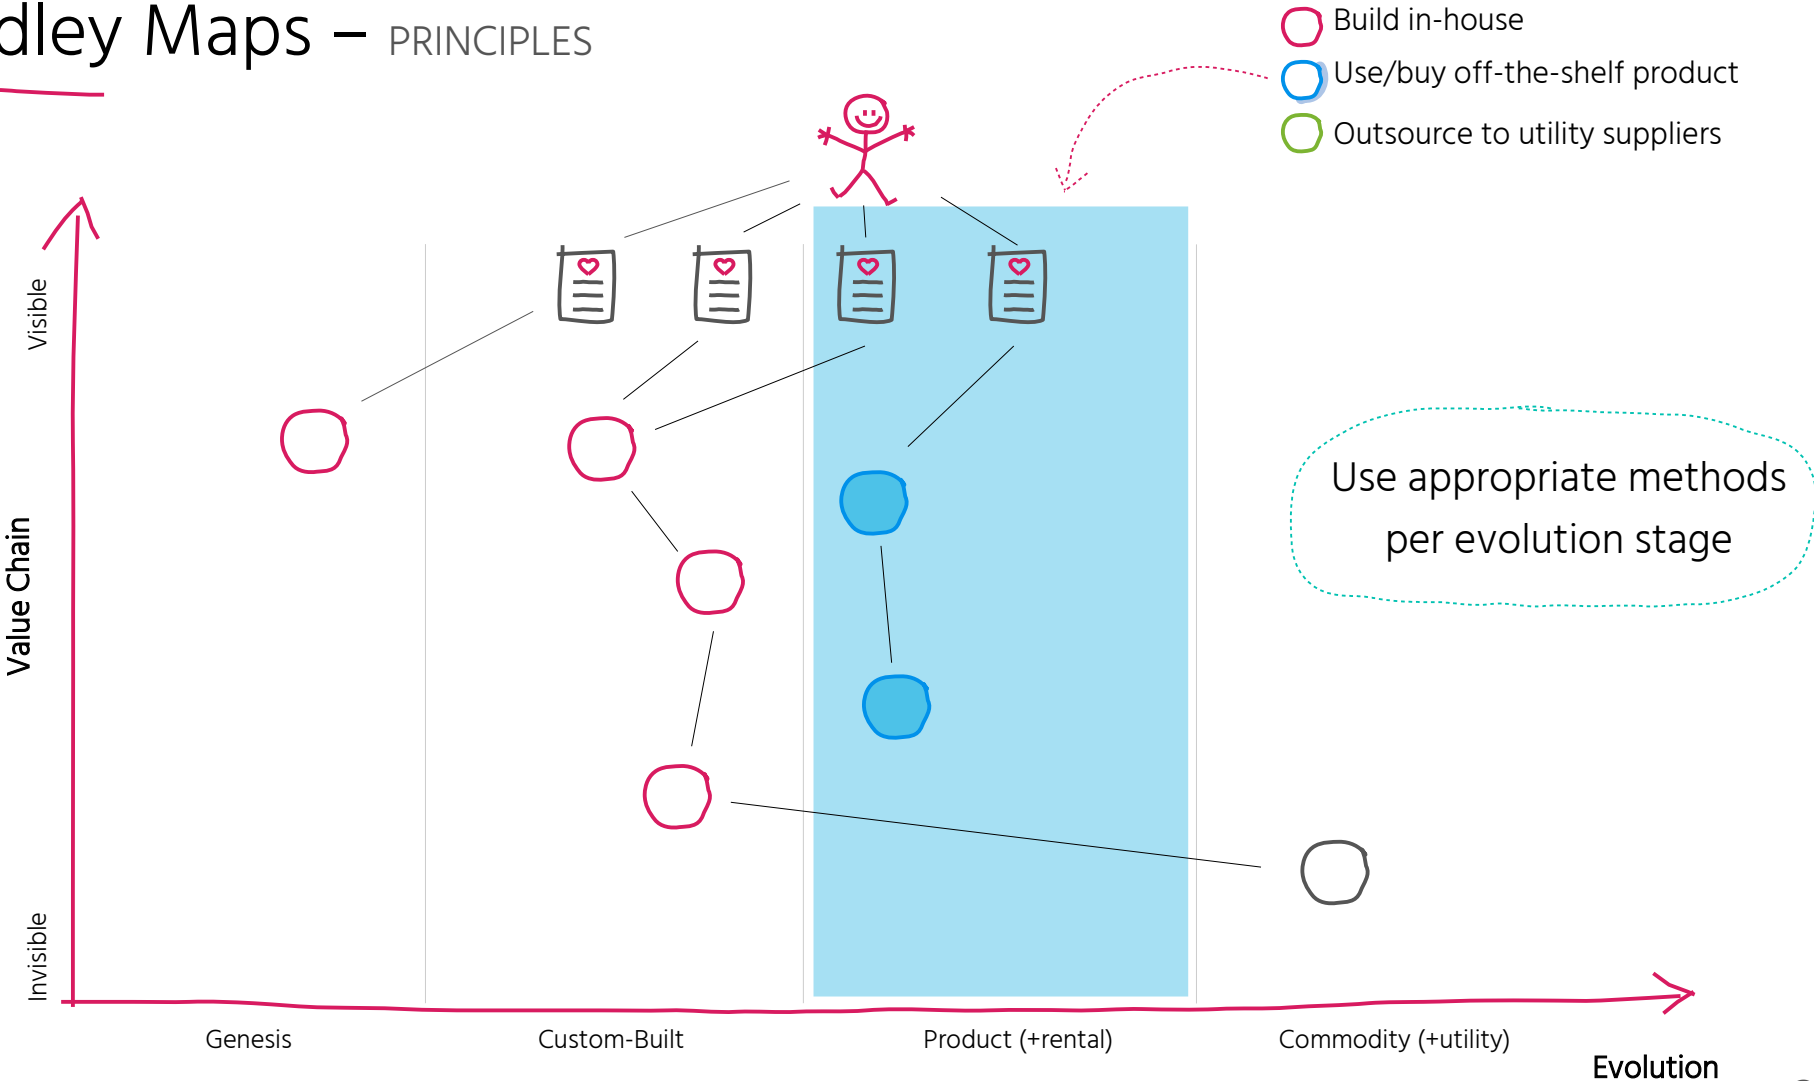 dley Maps – PRINCIPLES
Build in-house
Use/buy off-the-shelf product
Outsource to utility suppliers
Visible
Value Chain
Invisible
Use appropriate methods
per evolution stage
Genesis
Custom-Built
Product (+rental)
Commodity (+utility)
Evolution